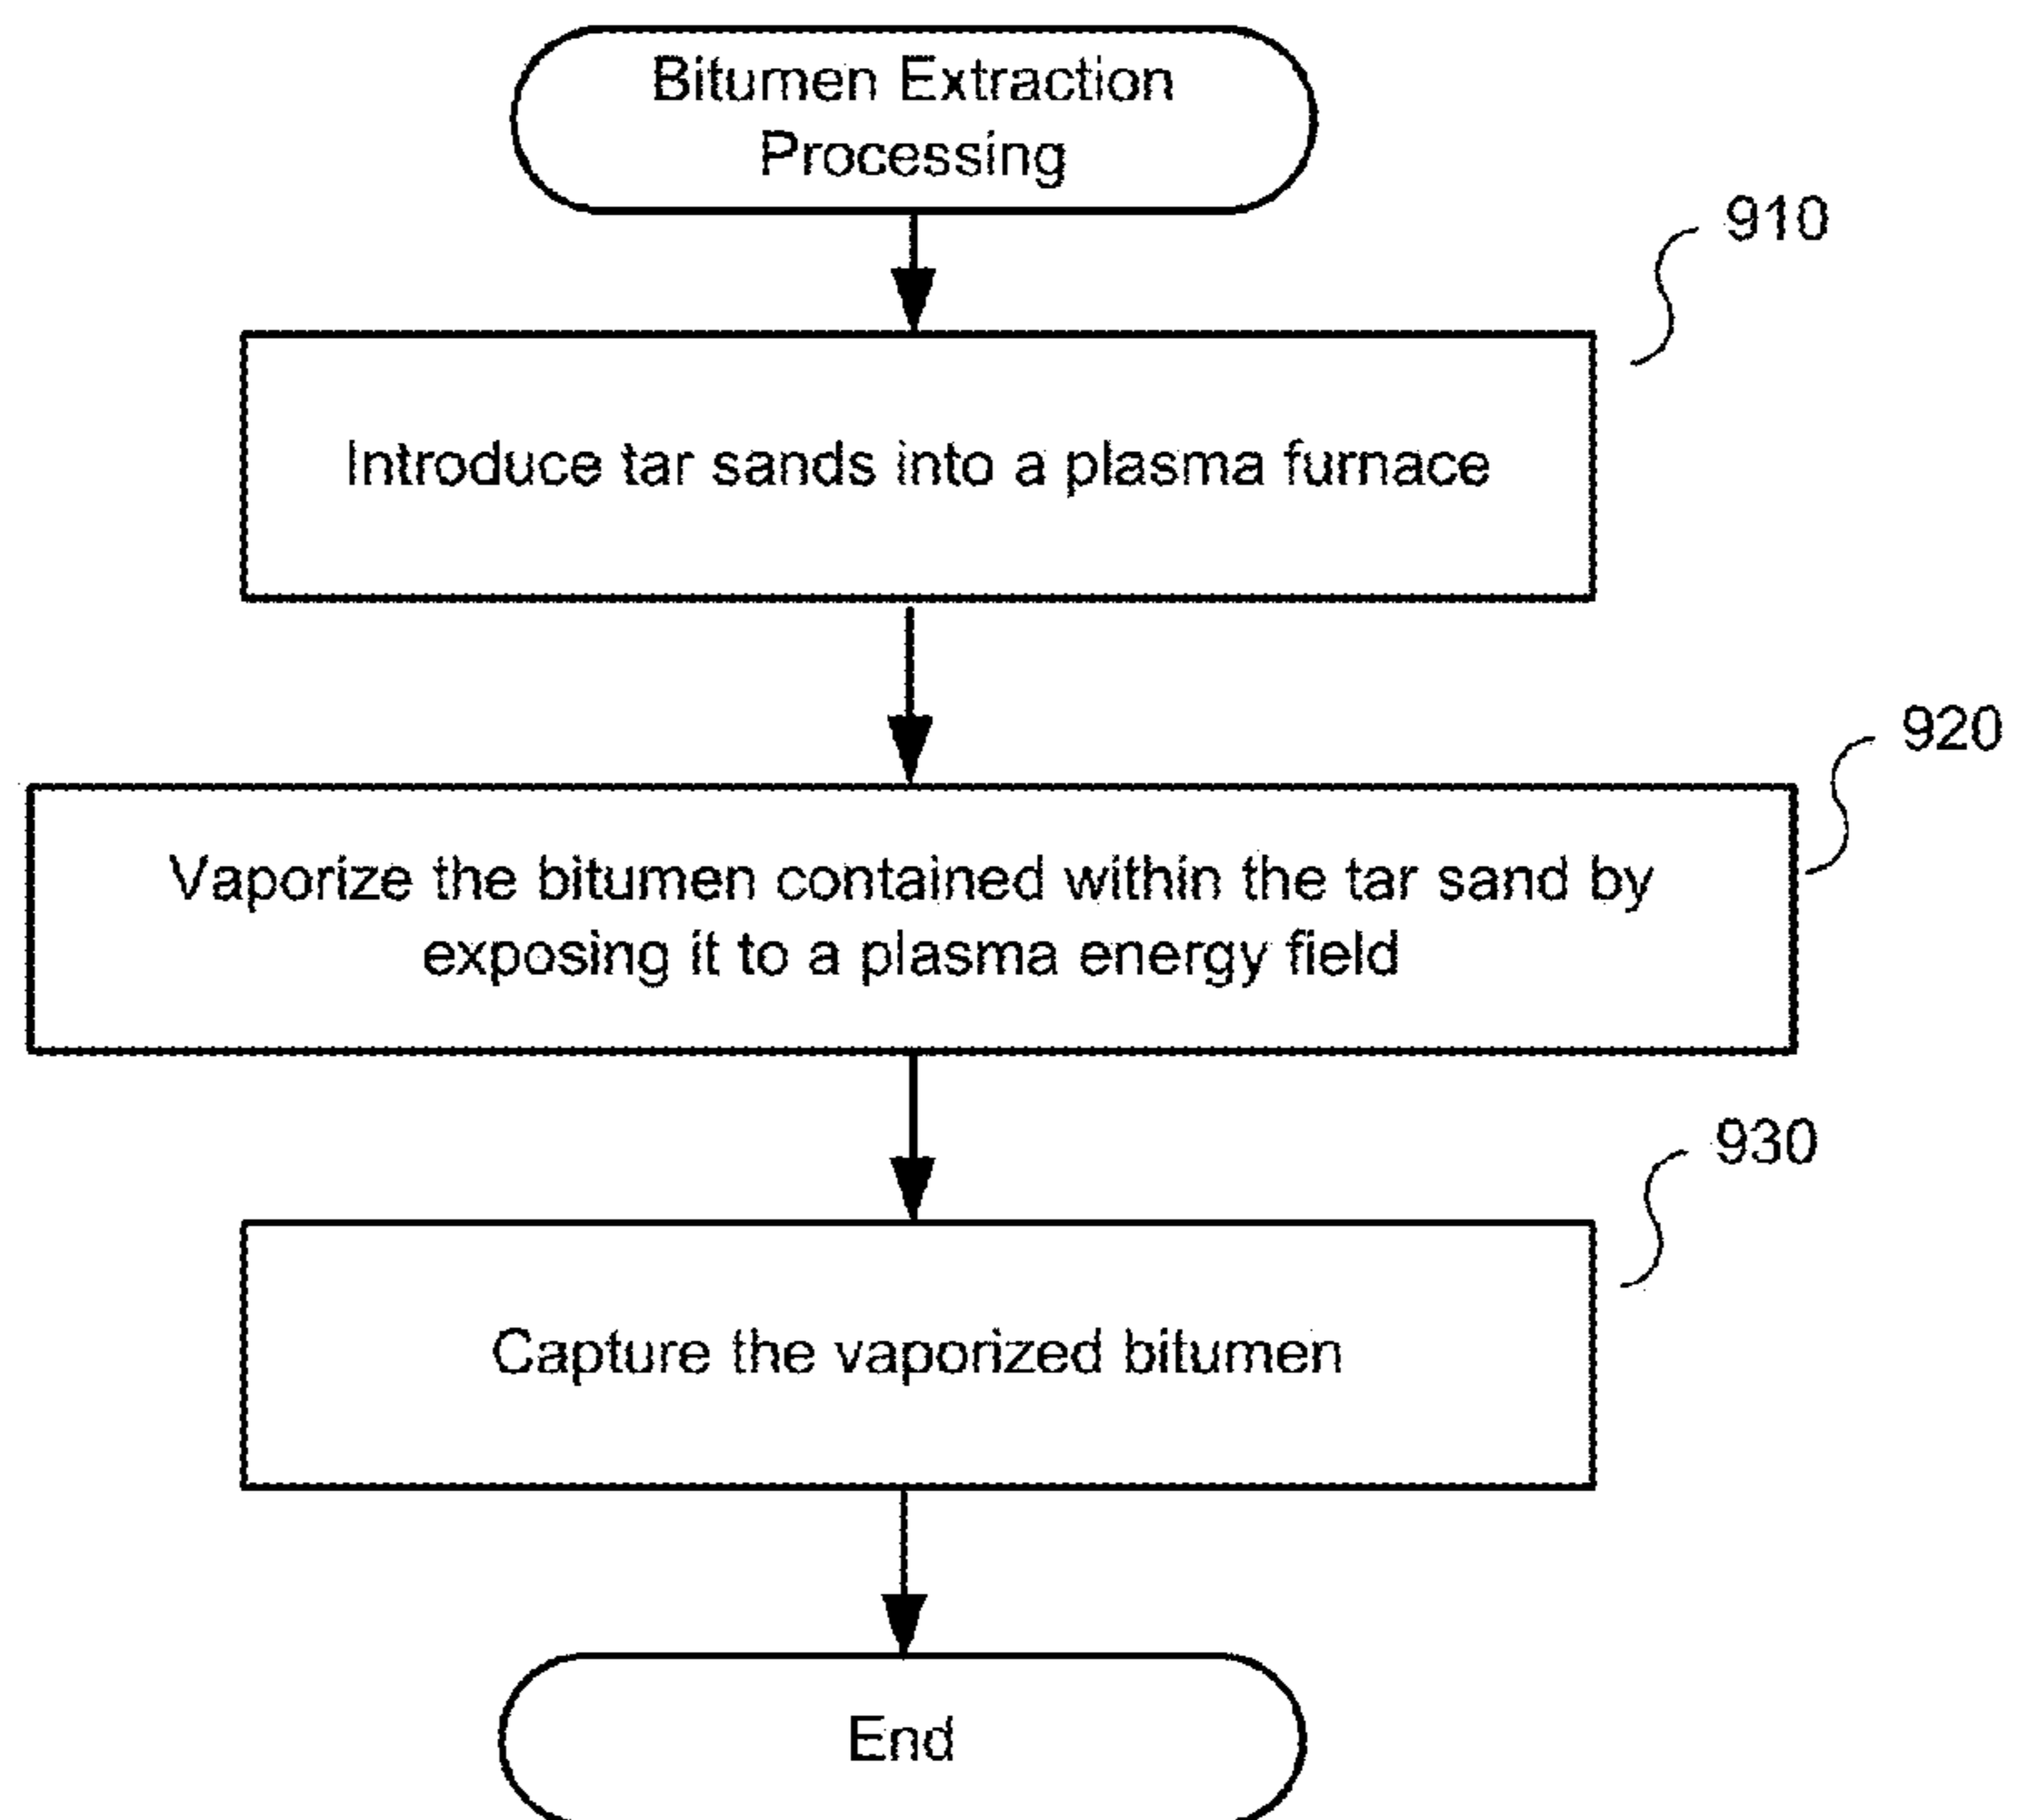 Bitumen Extraction
Processing
910
Introduce tar sands into a plasma furnace
920
Vaporize the bitumen contained within the tar sand by
exposing it to a plasma energy field
930
Capture the vaporized bitumen
End